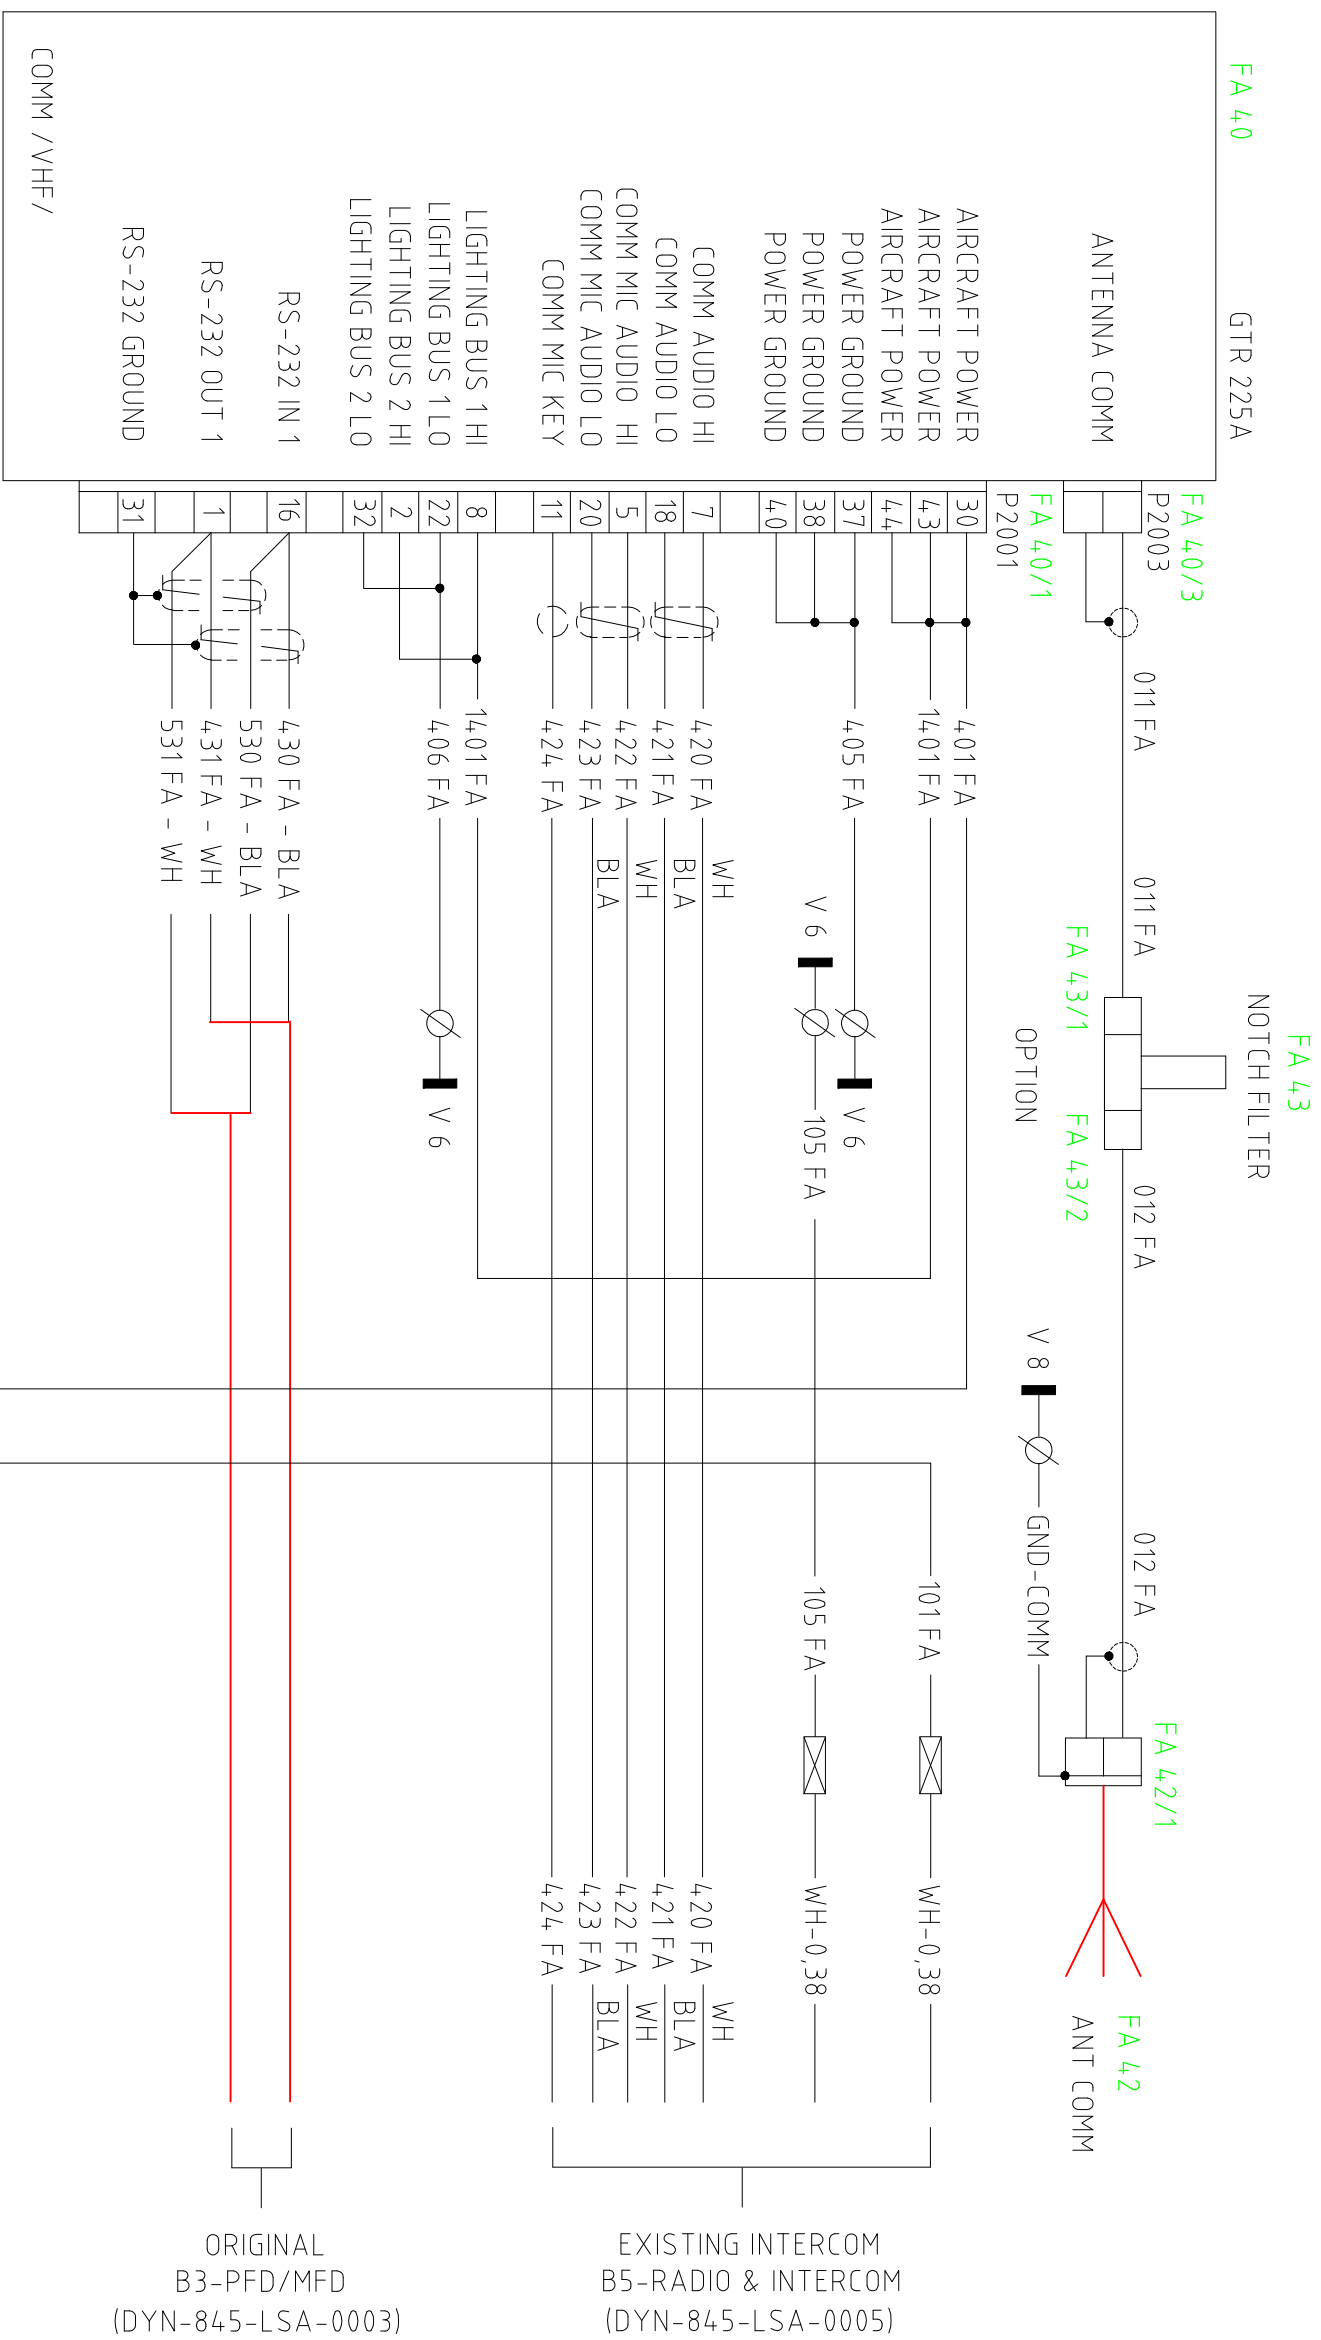 FA 40
GTR 225A
COMM /VHF/
ANTENNA COMM
AIRCRAFT POWER
AIRCRAFT POWER
AIRCRAFT POWER
POWER GROUND
POWER GROUND
POWER GROUND
COMM AUDIO HI
COMM AUDIO LO
COMM MIC AUDIO HI
COMM MIC AUDIO LO
COMM MIC KEY
LIGHTING BUS 1 HI
LIGHTING BUS 1 LO
LIGHTING BUS 2 HI
LIGHTING BUS 2 LO
RS-232 IN 1
RS-232 OUT 1
RS-232 GROUND
FA 40/3
P2003
FA 40/1
P2001
30
43
44
37
38
40
7
18
5
20
11
8
22
2
32
16
1
31
011 FA
011 FA
FA 43
NOTCH FILTER
FA 43/1
FA 43/2
OPTION
012 FA
012 FA
V 8
GND-COMM
FA 42/1
FA 42
ANT COMM
401 FA
1401 FA
405 FA
V 6
V 6
105 FA
105 FA
101 FA
WH-0,38
WH-0,38
420 FA
WH
421 FA
BLA
422 FA
WH
423 FA
BLA
424 FA
420 FA
WH
421 FA
BLA
422 FA
WH
423 FA
BLA
424 FA
1401 FA
406 FA
V 6
430 FA - BLA
530 FA - BLA
431 FA - WH
531 FA - WH
ORIGINAL
B3-PFD/MFD
(DYN-845-LSA-0003)
EXISTING INTERCOM
B5-RADIO & INTERCOM
(DYN-845-LSA-0005)